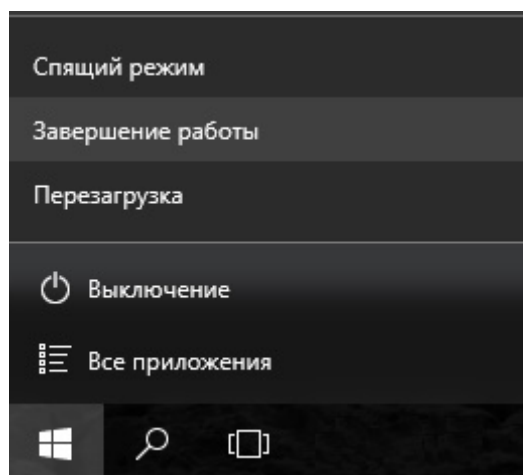 Спящий режим
Завершение работы
Перезагрузка
Выключение
Все приложения